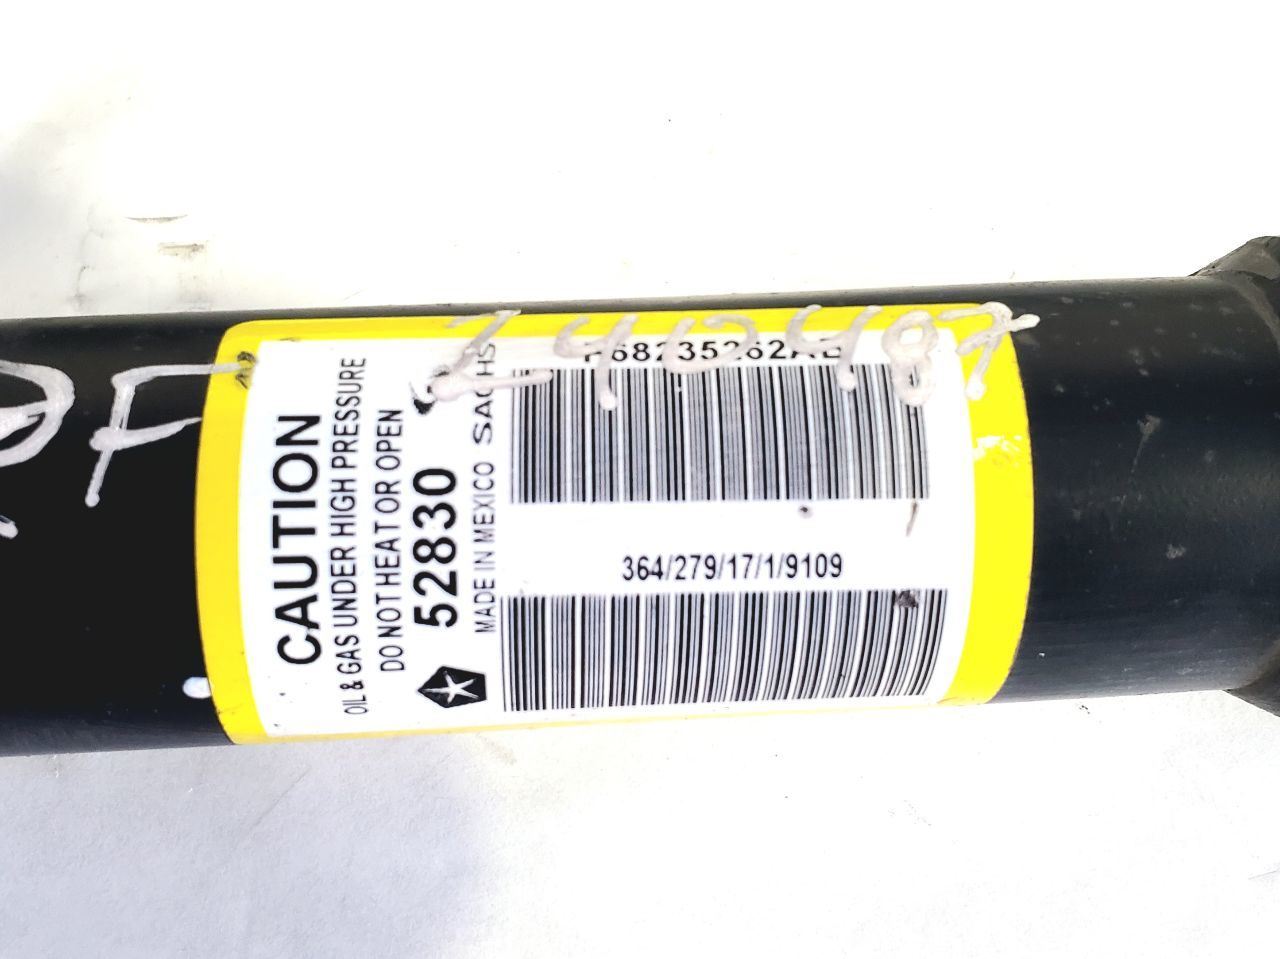 CAUTION
OIL & GAS UNDER HIGH PRESSURE
DO NOT HEAT OR OPEN
52830
MADE IN MEXICO SACHS
364/279/17/1/9109